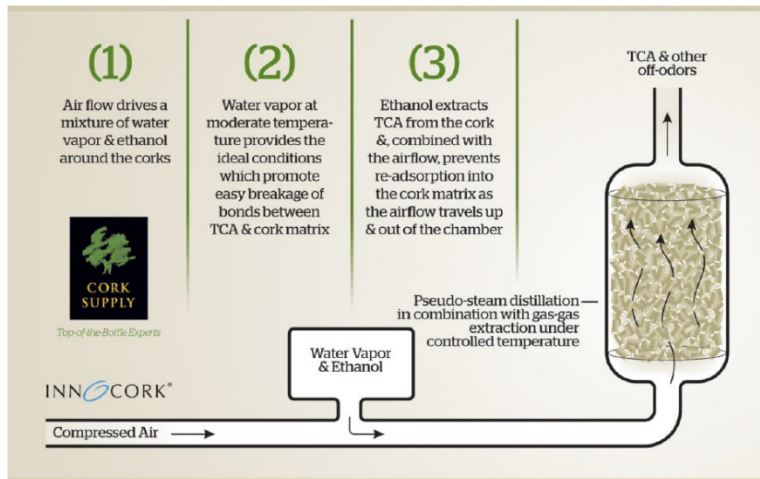 (1)
Air flow drives a
mixture of water
vapor & ethanol
around the corks
(2)
Water vapor at
moderate tempera-
ture provides the
ideal conditions
which promote
easy breakage of
bonds between
TCA & cork matrix
(3)
Ethanol extracts
TCA from the cork
&, combined with
the airflow, prevents
re-adsorption into
the cork matrix as
the airflow travels up
& out of the chamber
TCA & other
off-odors
CORK
SUPPLY
Top-of-the-Bottle Experts
Pseudo-steam distillation
in combination with gas-gas
extraction under
controlled temperature
Water Vapor
& Ethanol
INNOCORK®
Compressed Air